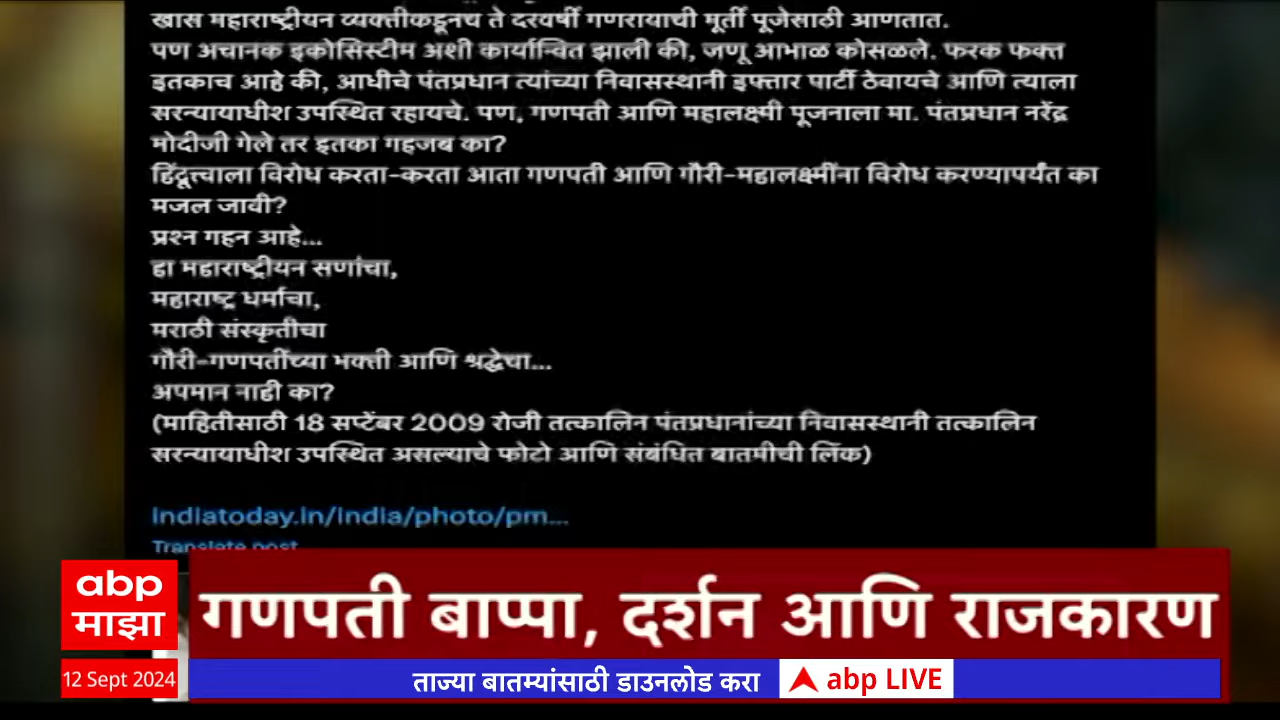 खास महाराष्ट्रीयन व्यक्तीकडूनच ते दरवर्षी गणरायाची मूर्ती पूजेसाठी आणतात.
पण अचानक इकोसिस्टीम अशी कार्यान्वित झाली की, जणू आभाळ कोसळले. फरक फक्त
इतकाच आहे की, आधीचे पंतप्रधान त्यांच्या निवासस्थानी इफ्तार पार्टी ठेवायचे आणि त्याला
सरन्यायाधीश उपस्थित रहायचे. पण, गणपती आणि महालक्ष्मी पूजनाला मा. पंतप्रधान नरेंद्र
मोदीजी गेले तर इतका गहजब का?
हिंदूत्त्वाला विरोध करता-करता आता गणपती आणि गौरी-महालक्ष्मींना विरोध करण्यापर्यंत का
मजल जावी?
प्रश्न गहन आहे...
हा महाराष्ट्रीयन सणांचा,
महाराष्ट्र धर्माचा,
मराठी संस्कृतीचा
गौरी-गणपतींच्या भक्ती आणि श्रद्धेचा...
अपमान नाही का?
(माहितीसाठी 18 सप्टेंबर 2009 रोजी तत्कालिन पंतप्रधानांच्या निवासस्थानी तत्कालिन
सरन्यायाधीश उपस्थित असल्याचे फोटो आणि संबंधित बातमीची लिंक)
indiatoday.in/india/photo/pm...
Translate post
abp
माझा
गणपती बाप्पा, दर्शन आणि राजकारण
12 Sept 2024
ताज्या बातम्यांसाठी डाउनलोड करा
abp LIVE